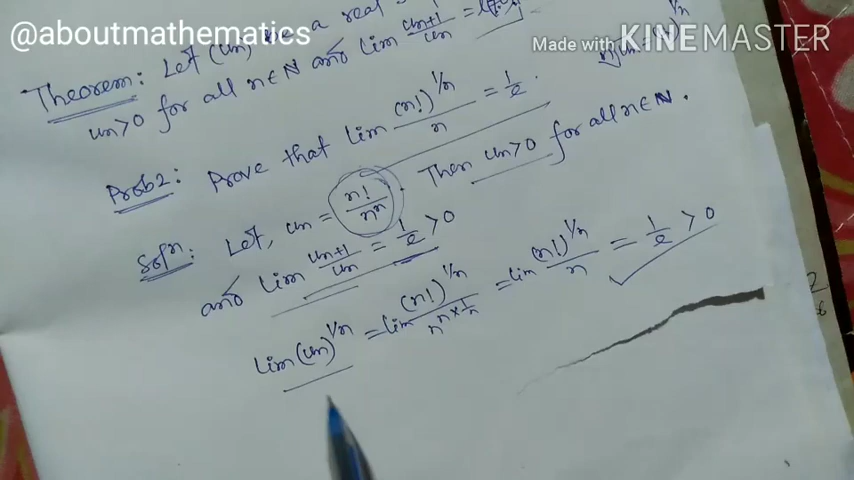 @aboutmathematics
Made with KINEMASTER
Theorem: Let (un) be a real
un>0 for all n∈N and lim un+1/un =
Prob2: Prove that lim (n!)^1/n / n = 1/e.
Soln: Let, un = n!/n^n. Then un>0 for all n∈N.
and lim un+1/un = 1/e >0
lim(un)^1/n = lim (n!)^1/n / n^n×1/n = lim (n!)^1/n / n = 1/e >0